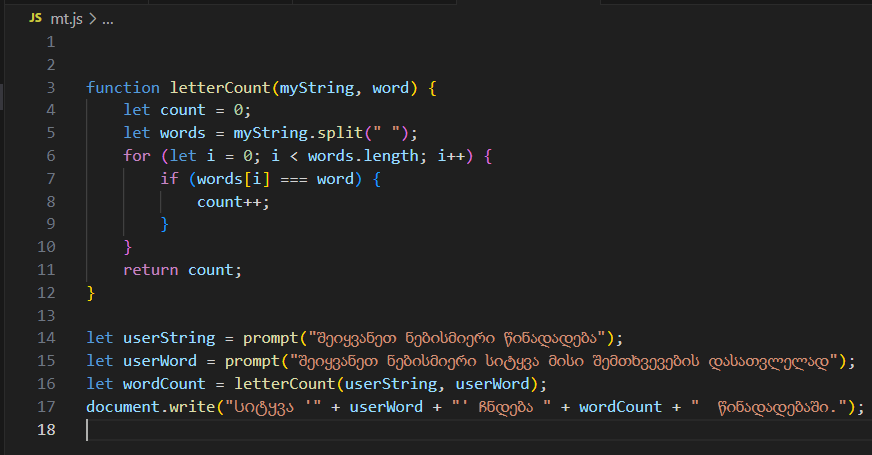 JS mt.js > ...
1
2
3 function letterCount(myString, word) {
4 let count = 0;
5 let words = myString.split(" ");
6 for (let i = 0; i < words.length; i++) {
7 if (words[i] === word) {
8 count++;
9 }
10 }
11 return count;
12 }
13
14 let userString = prompt("შეიყვანეთ ნებისმიერი წინადადება");
15 let userWord = prompt("შეიყვანეთ ნებისმიერი სიტყვა მისი შემთხვევების დასათვლელად");
16 let wordCount = letterCount(userString, userWord);
17 document.write("სიტყვა '" + userWord + "' ჩნდება " + wordCount + "  წინადადებაში.");
18